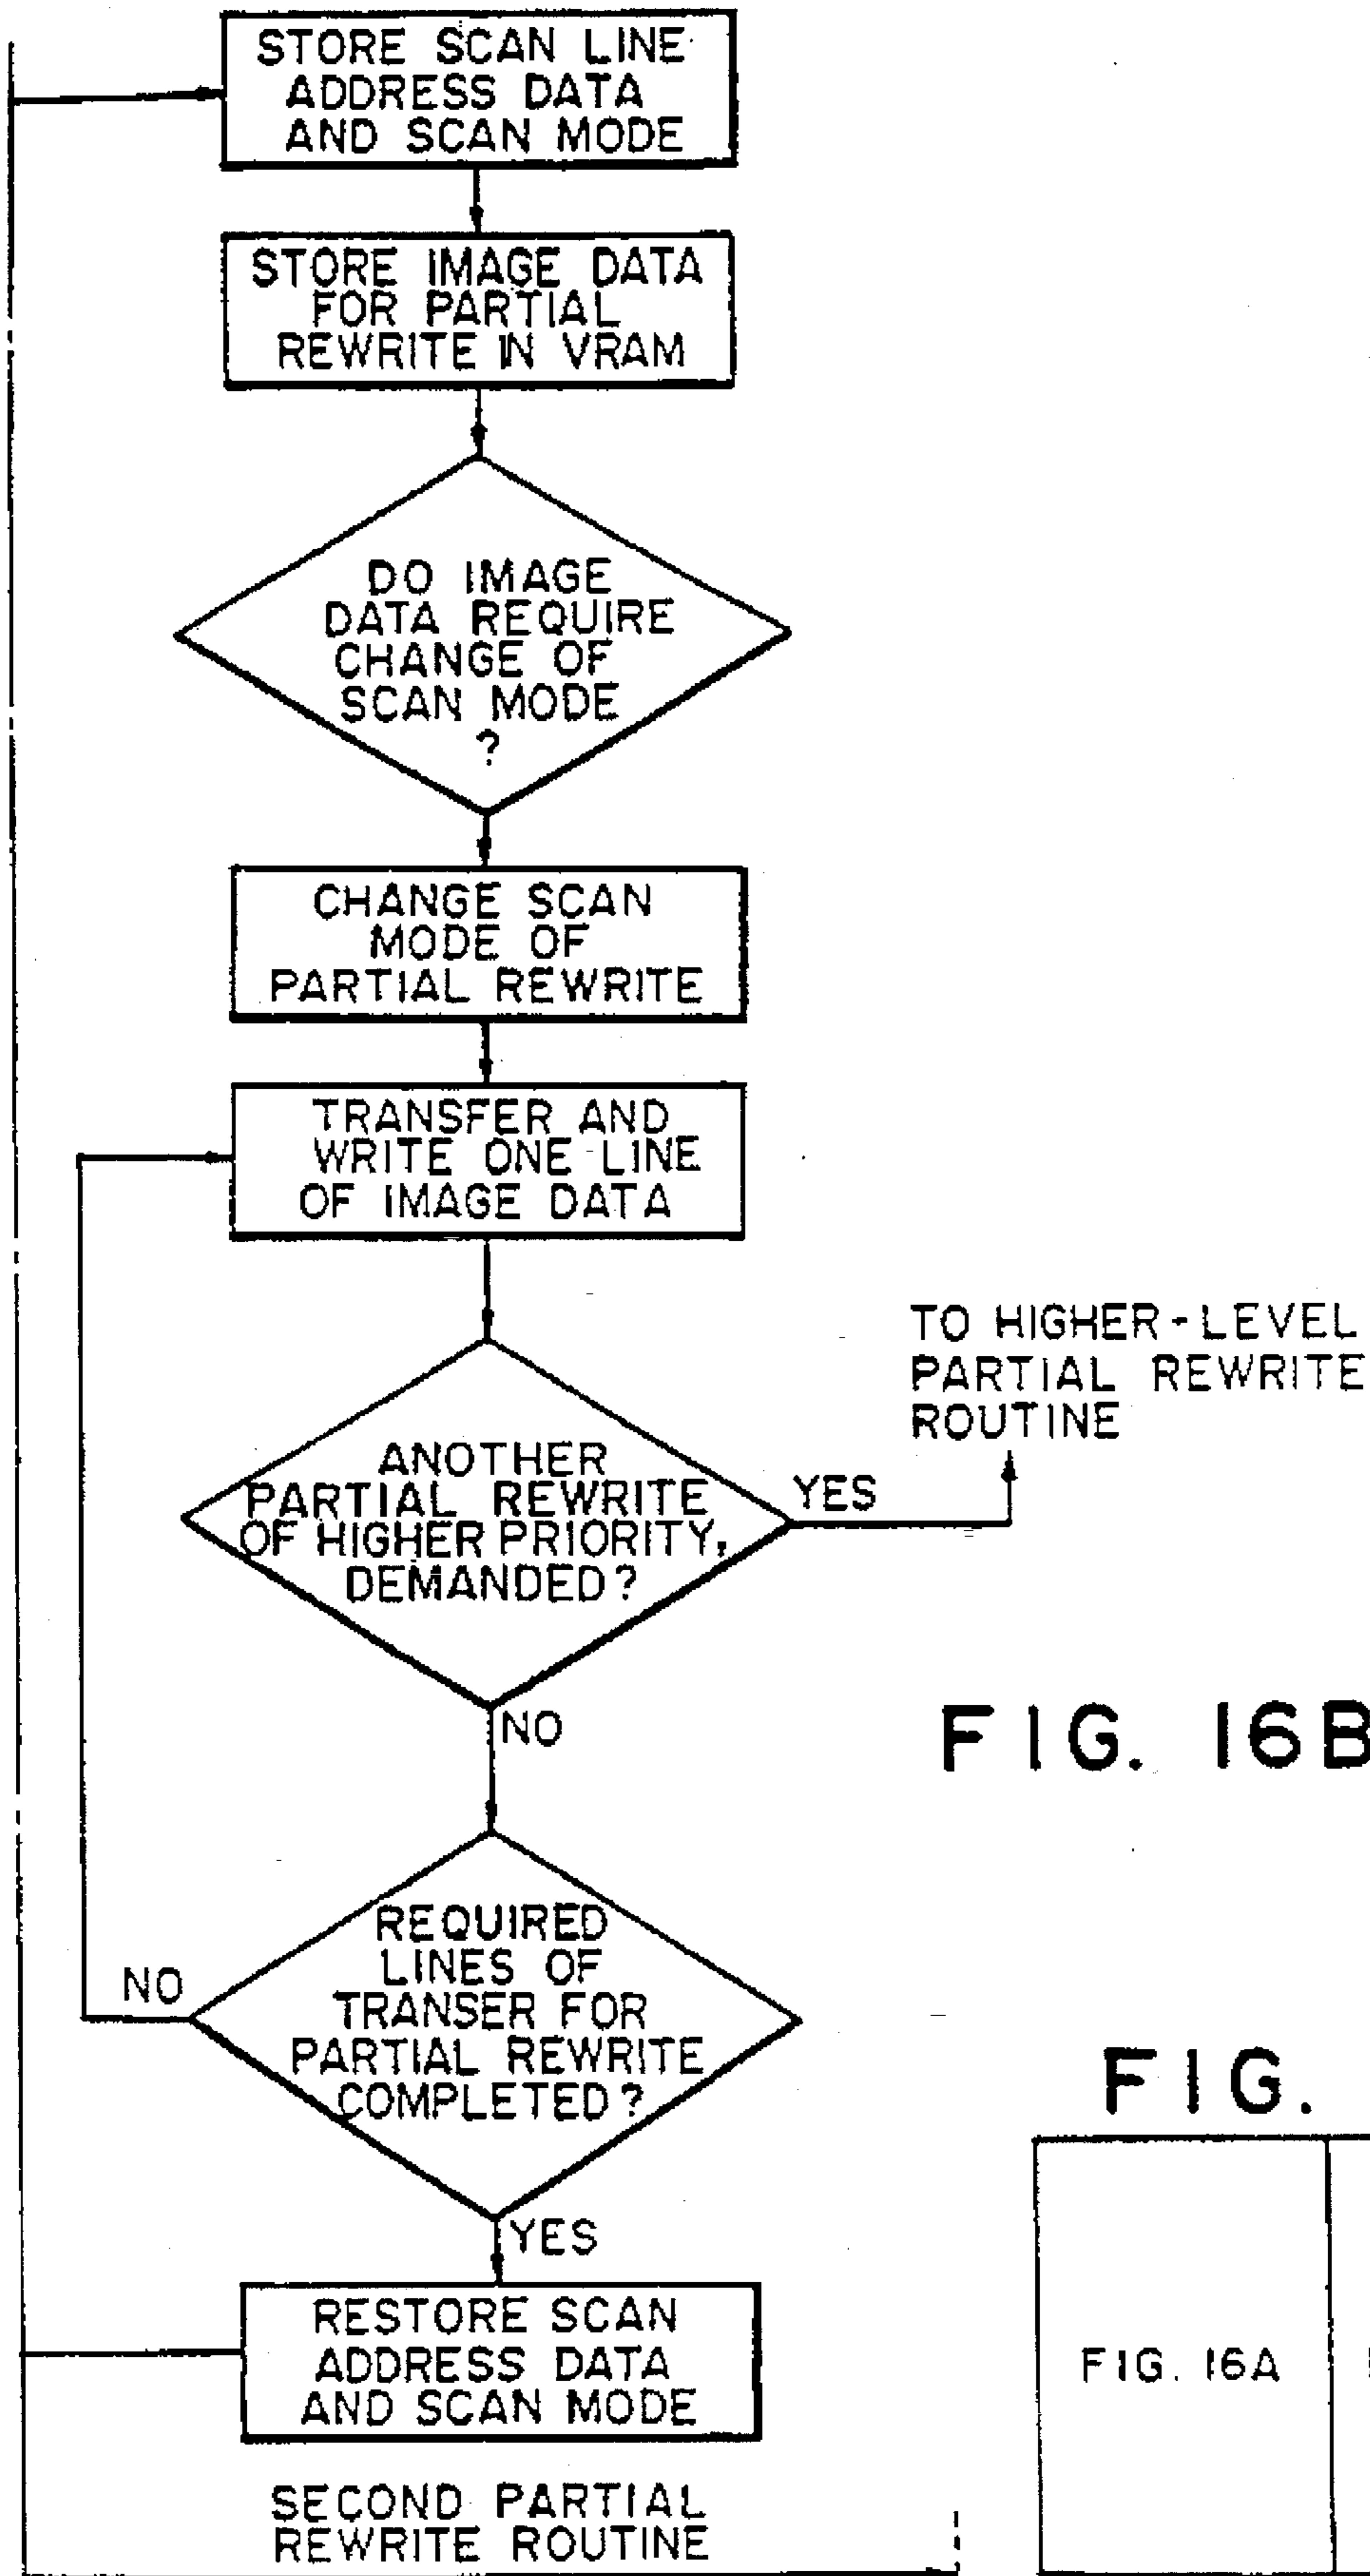 STORE SCAN LINE
ADDRESS DATA
AND SCAN MODE
STORE IMAGE DATA
FOR PARTIAL
REWRITE IN VRAM
DO IMAGE
DATA REQUIRE
CHANGE OF
SCAN MODE
?
CHANGE SCAN
MODE OF
PARTIAL REWRITE
TRANSFER AND
WRITE ONE LINE
OF IMAGE DATA
TO HIGHER-LEVEL
PARTIAL REWRITE
ROUTINE
ANOTHER
PARTIAL REWRITE
OF HIGHER PRIORITY,
DEMANDED?
YES
NO
FIG. 16B
REQUIRED
LINES OF
TRANSER FOR
PARTIAL REWRITE
COMPLETED?
NO
YES
FIG.
RESTORE SCAN
ADDRESS DATA
AND SCAN MODE
FIG. 16A
SECOND PARTIAL
REWRITE ROUTINE